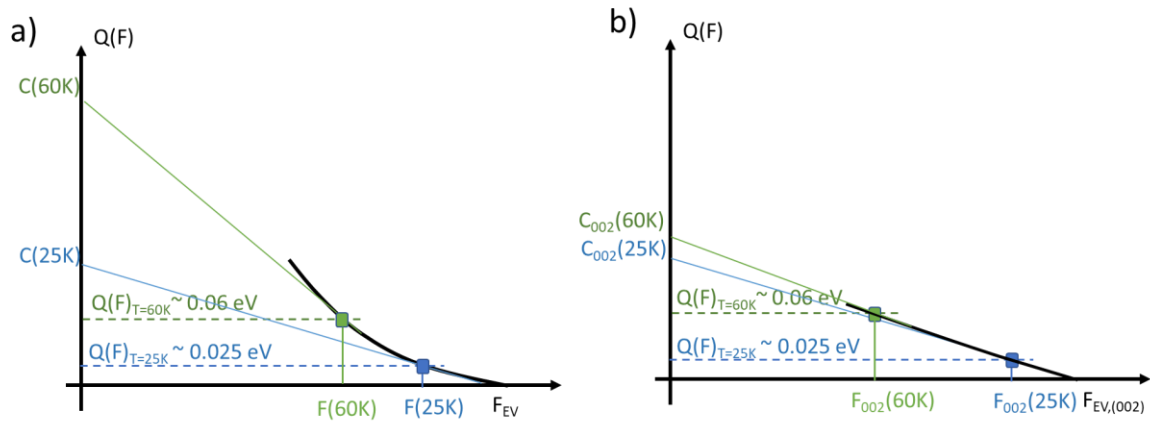 a)
Q(F)
C(60K)
C(25K)
Q(F)T=60K ~ 0.06 eV
Q(F)T=25K ~ 0.025 eV
F(60K)
F(25K)
FEV
b)
Q(F)
C002(60K)
C002(25K)
Q(F)T=60K ~ 0.06 eV
Q(F)T=25K ~ 0.025 eV
F002(60K)
F002(25K)
FEV,(002)